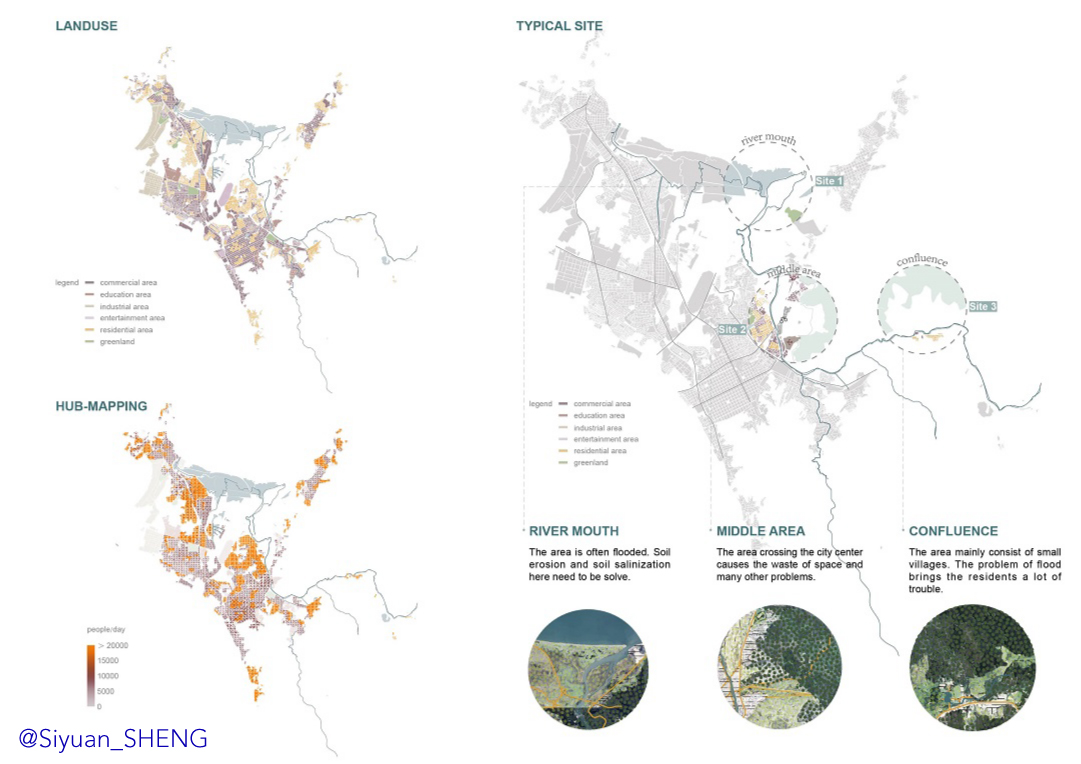 LANDUSE
legend
commercial area
education area
industrial area
entertainment area
residential area
greenland
HUB-MAPPING
people/day
> 20000
15000
10000
5000
0
@Siyuan_SHENG
TYPICAL SITE
river mouth
Site 1
middle area
Site 2
confluence
Site 3
legend
commercial area
education area
industrial area
entertainment area
residential area
greenland
RIVER MOUTH
The area is often flooded. Soil
erosion and soil salinization
here need to be solve.
MIDDLE AREA
The area crossing the city center
causes the waste of space and
many other problems.
CONFLUENCE
The area mainly consist of small
villages. The problem of flood
brings the residents a lot of
trouble.